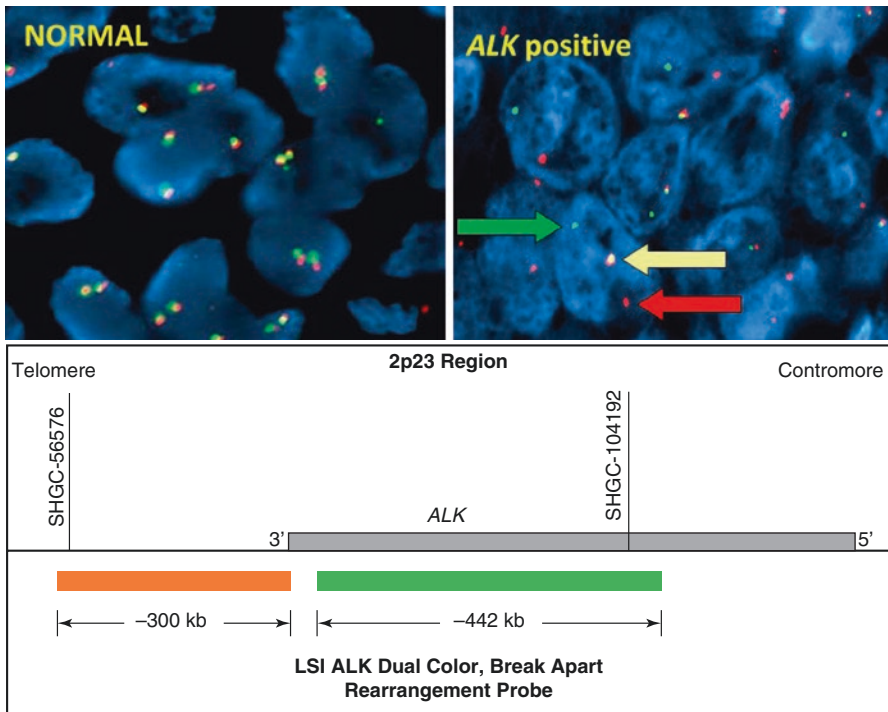 NORMAL
ALK positive
2p23 Region
Telomere
Contromore
SHGC-56576
SHGC-104192
ALK
3'
5'
–300 kb
–442 kb
LSI ALK Dual Color, Break Apart
Rearrangement Probe